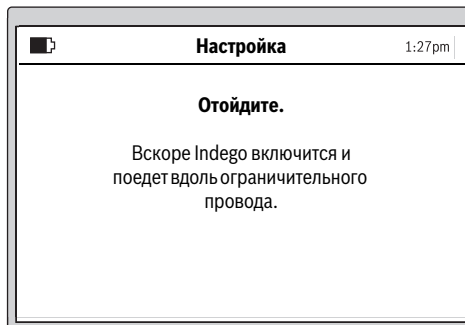 Настройка 1:27pm
Отойдите.
Вскоре Indego включится и
поедет вдоль ограничительного
провода.